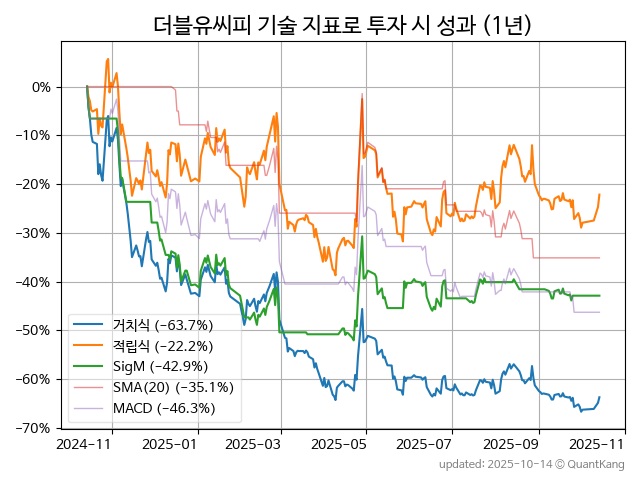 더블유씨피 기술 지표로 투자 시 성과 (1년)
0%
−10%
−20%
−30%
−40%
−50%
−60%
−70%
거치식 (−63.7%)
적립식 (−22.2%)
SigM (−42.9%)
SMA(20) (−35.1%)
MACD (−46.3%)
2024-11 2025-01 2025-03 2025-05 2025-07 2025-09 2025-11
updated: 2025-10-14 © QuantKang